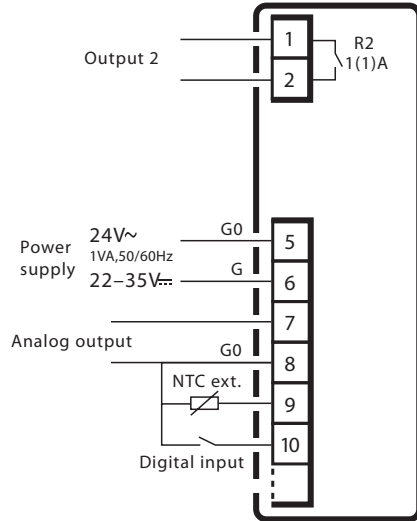 1
R2
Output 2
1(1)A
2
G0
5
24V~
Power
supply
1VA,50/60Hz
G
6
22–35V⎓
7
Analog output
G0
8
NTC ext.
9
10
Digital input